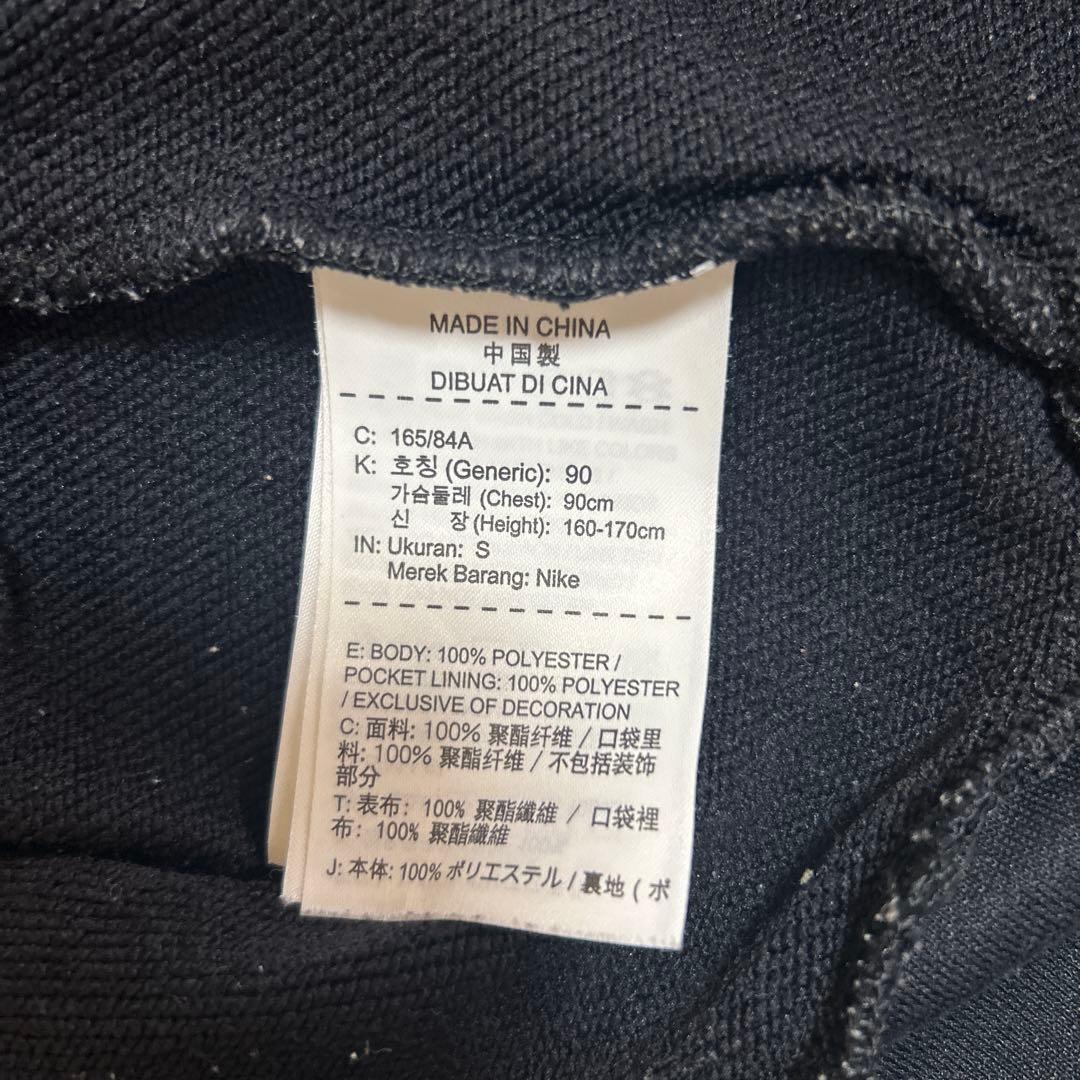 MADE IN CHINA
中国製
DIBUAT DI CINA
C: 165/84A
K: 호칭 (Generic): 90
가슴둘레 (Chest): 90cm
신 장 (Height): 160-170cm
IN: Ukuran: S
Merek Barang: Nike
E: BODY: 100% POLYESTER /
POCKET LINING: 100% POLYESTER
/ EXCLUSIVE OF DECORATION
C: 面料: 100% 聚酯纤维 / 口袋里
料: 100% 聚酯纤维 / 不包括装饰
部分
T: 表布: 100% 聚酯纖維 / 口袋裡
布: 100% 聚酯纖維
J: 本体: 100% ポリエステル / 裏地 ( ポ